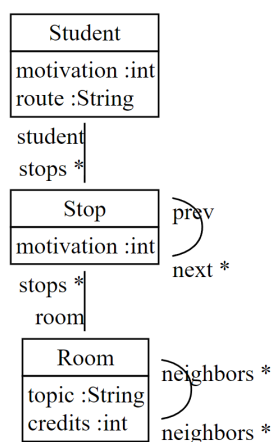 Student
motivation :int
route :String
student
stops *
Stop
prev
motivation :int
next *
stops *
room
Room
neighbors *
topic :String
credits :int
neighbors *